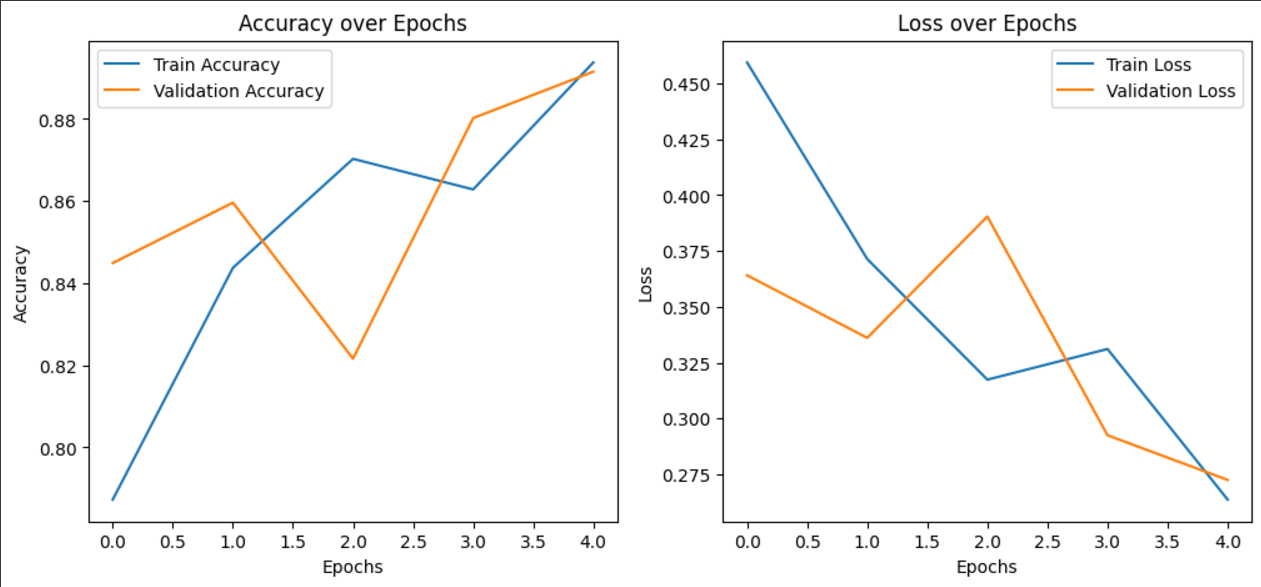 Accuracy over Epochs
Train Accuracy
Validation Accuracy
0.88
0.86
0.84
0.82
0.80
Accuracy
0.0 0.5 1.0 1.5 2.0 2.5 3.0 3.5 4.0
Epochs
Loss over Epochs
Train Loss
Validation Loss
0.450
0.425
0.400
0.375
0.350
0.325
0.300
0.275
Loss
0.0 0.5 1.0 1.5 2.0 2.5 3.0 3.5 4.0
Epochs